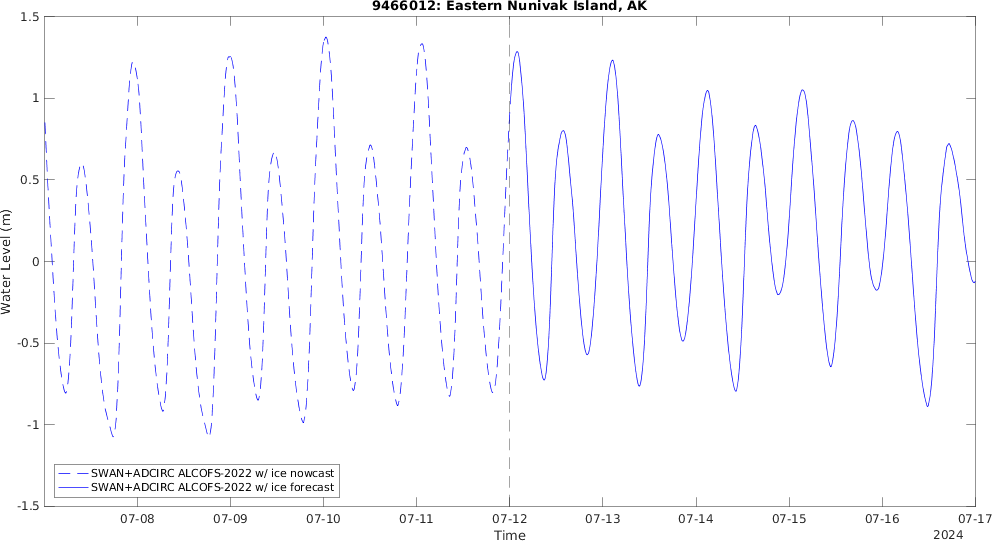 9466012: Eastern Nunivak Island, AK
1.5
1
0.5
0
-0.5
-1
-1.5
Water Level (m)
SWAN+ADCIRC ALCOFS-2022 w/ ice nowcast
SWAN+ADCIRC ALCOFS-2022 w/ ice forecast
07-08 07-09 07-10 07-11 07-12 07-13 07-14 07-15 07-16 07-17
Time
2024